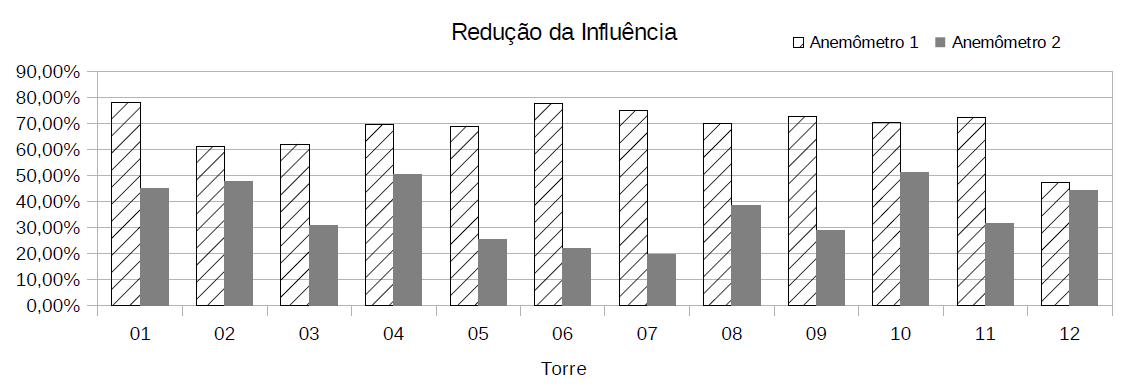 Redução da Influência
Anemômetro 1 Anemômetro 2
90,00%
80,00%
70,00%
60,00%
50,00%
40,00%
30,00%
20,00%
10,00%
0,00%
01 02 03 04 05 06 07 08 09 10 11 12
Torre